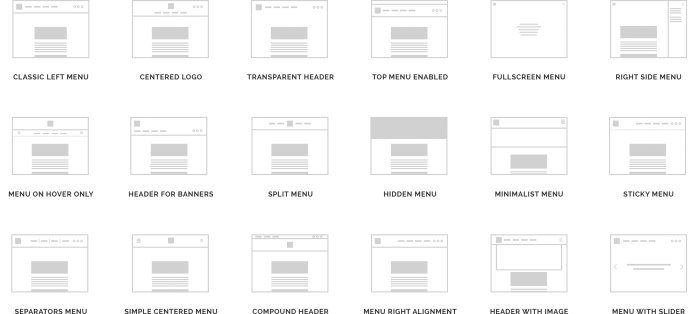 CLASSIC LEFT MENU
CENTERED LOGO
TRANSPARENT HEADER
TOP MENU ENABLED
FULLSCREEN MENU
RIGHT SIDE MENU
MENU ON HOVER ONLY
HEADER FOR BANNERS
SPLIT MENU
HIDDEN MENU
MINIMALIST MENU
STICKY MENU
SEPARATORS MENU
SIMPLE CENTERED MENU
COMPOUND HEADER
MENU RIGHT ALIGNMENT
HEADER WITH IMAGE
MENU WITH SLIDER